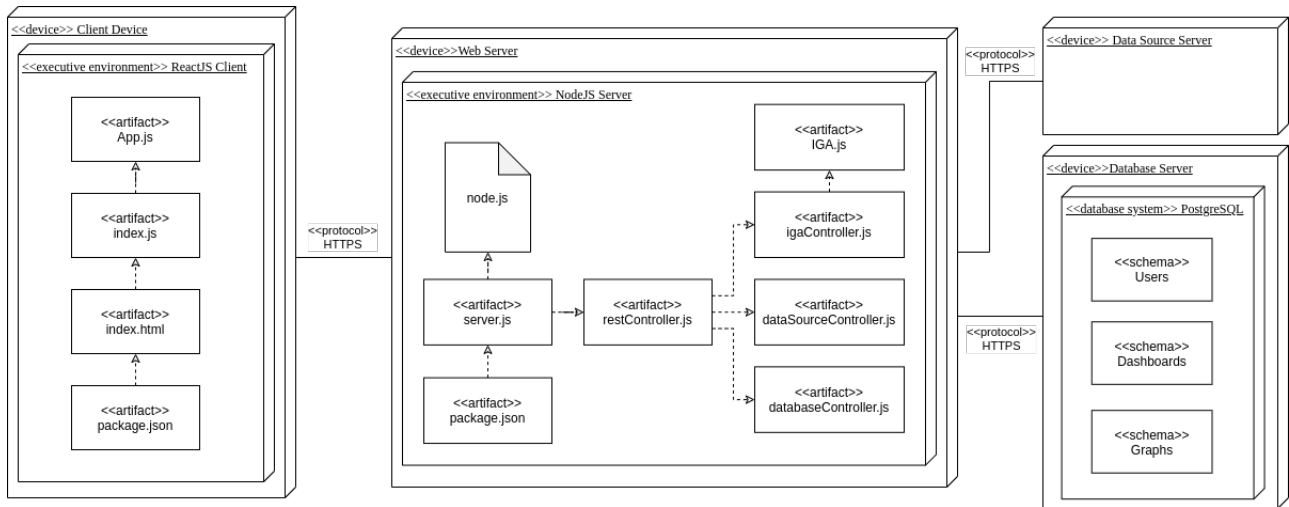 <<device>> Client Device
<<executive environment>> ReactJS Client
<<artifact>>
App.js
<<artifact>>
index.js
<<artifact>>
index.html
<<artifact>>
package.json
<<protocol>>
HTTPS
<<device>>Web Server
<<executive environment>> NodeJS Server
node.js
<<artifact>>
server.js
<<artifact>>
package.json
<<artifact>>
restController.js
<<artifact>>
IGA.js
<<artifact>>
igaController.js
<<artifact>>
dataSourceController.js
<<artifact>>
databaseController.js
<<protocol>>
HTTPS
<<device>> Data Source Server
<<protocol>>
HTTPS
<<device>>Database Server
<<database system>> PostgreSQL
<<schema>>
Users
<<schema>>
Dashboards
<<schema>>
Graphs